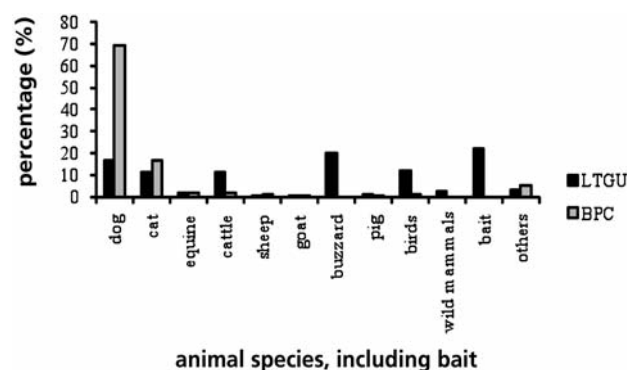 percentage (%)
80
70
60
50
40
30
20
10
0
dog
cat
equine
cattle
sheep
goat
buzzard
pig
birds
wild mammals
bait
others
LTGU
BPC
animal species, including bait